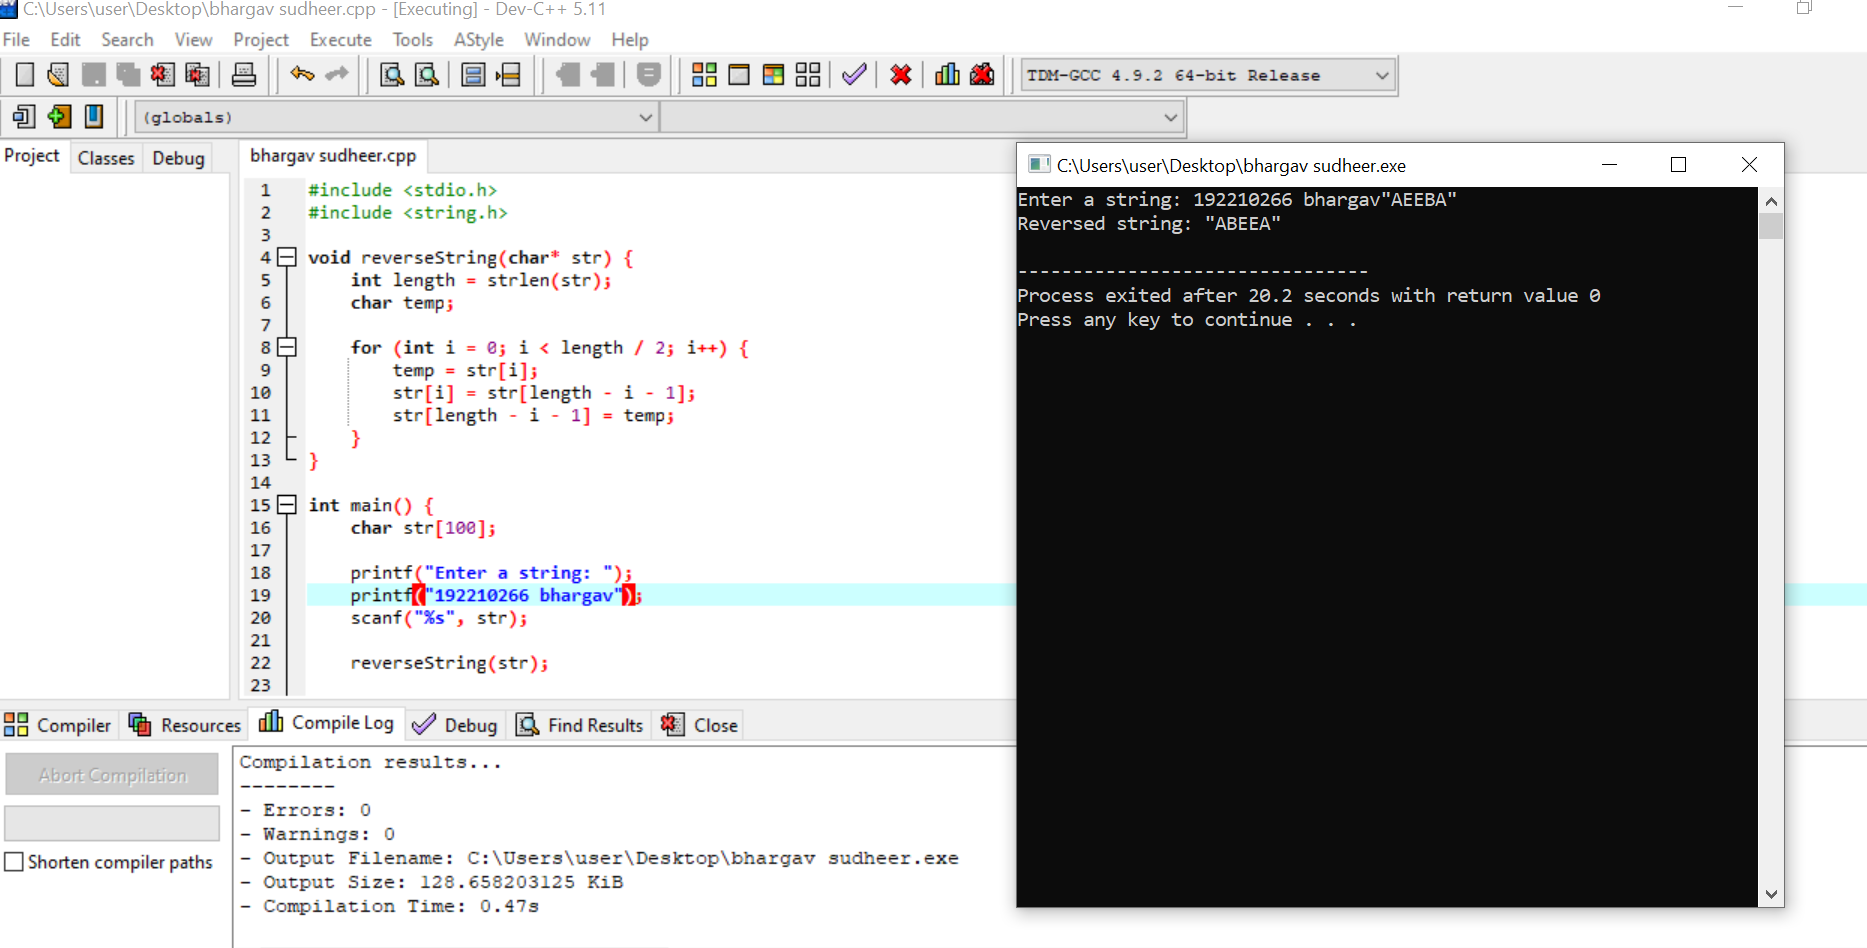 C:\Users\user\Desktop\bhargav sudheer.cpp - [Executing] - Dev-C++ 5.11
File Edit Search View Project Execute Tools AStyle Window Help
TDM-GCC 4.9.2 64-bit Release
(globals)
Project Classes Debug
bhargav sudheer.cpp
1 #include <stdio.h>
2 #include <string.h>
3
4 void reverseString(char* str) {
5 int length = strlen(str);
6 char temp;
7
8 for (int i = 0; i < length / 2; i++) {
9 temp = str[i];
10 str[i] = str[length - i - 1];
11 str[length - i - 1] = temp;
12 }
13 }
14
15 int main() {
16 char str[100];
17
18 printf("Enter a string: ");
19 printf("192210266 bhargav");
20 scanf("%s", str);
21
22 reverseString(str);
23
C:\Users\user\Desktop\bhargav sudheer.exe
Enter a string: 192210266 bhargav"AEEBA"
Reversed string: "ABEEA"
--------------------------------
Process exited after 20.2 seconds with return value 0
Press any key to continue . . .
Compiler Resources Compile Log Debug Find Results Close
Abort Compilation
Shorten compiler paths
Compilation results...
--------
- Errors: 0
- Warnings: 0
- Output Filename: C:\Users\user\Desktop\bhargav sudheer.exe
- Output Size: 128.658203125 KiB
- Compilation Time: 0.47s